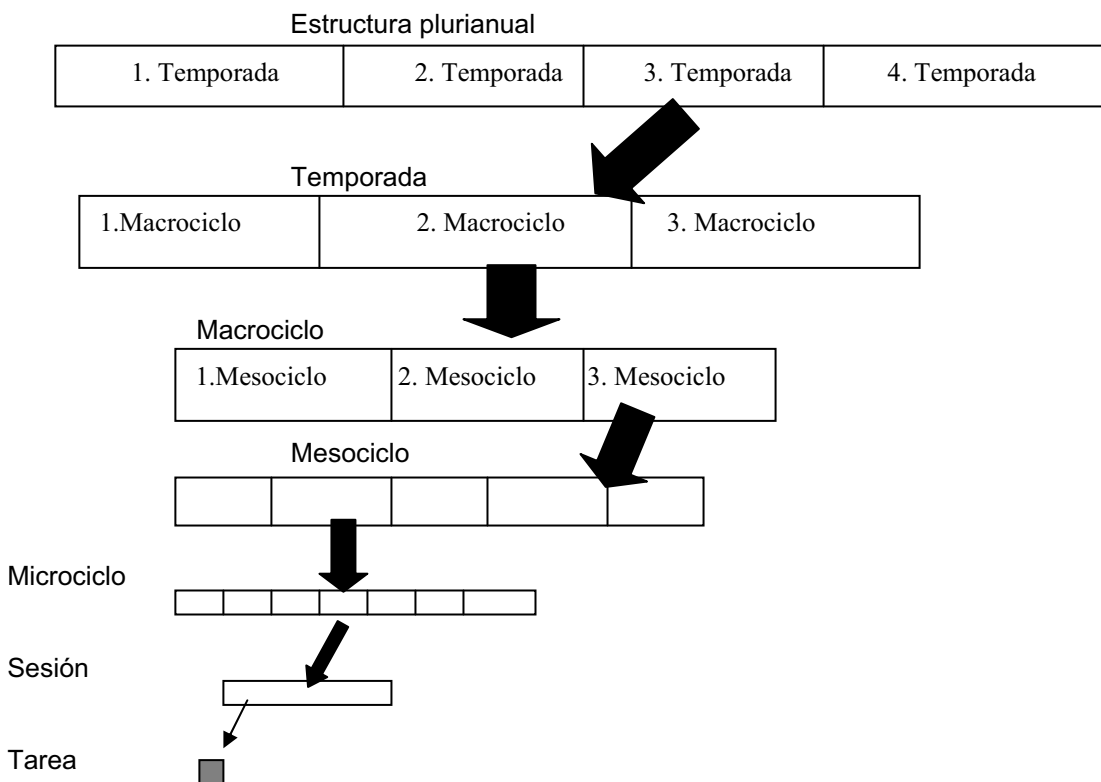 Estructura plurianual
1. Temporada 2. Temporada 3. Temporada 4. Temporada
Temporada
1.Macrociclo 2. Macrociclo 3. Macrociclo
Macrociclo
1.Mesociclo 2. Mesociclo 3. Mesociclo
Mesociclo
Microciclo
Sesión
Tarea